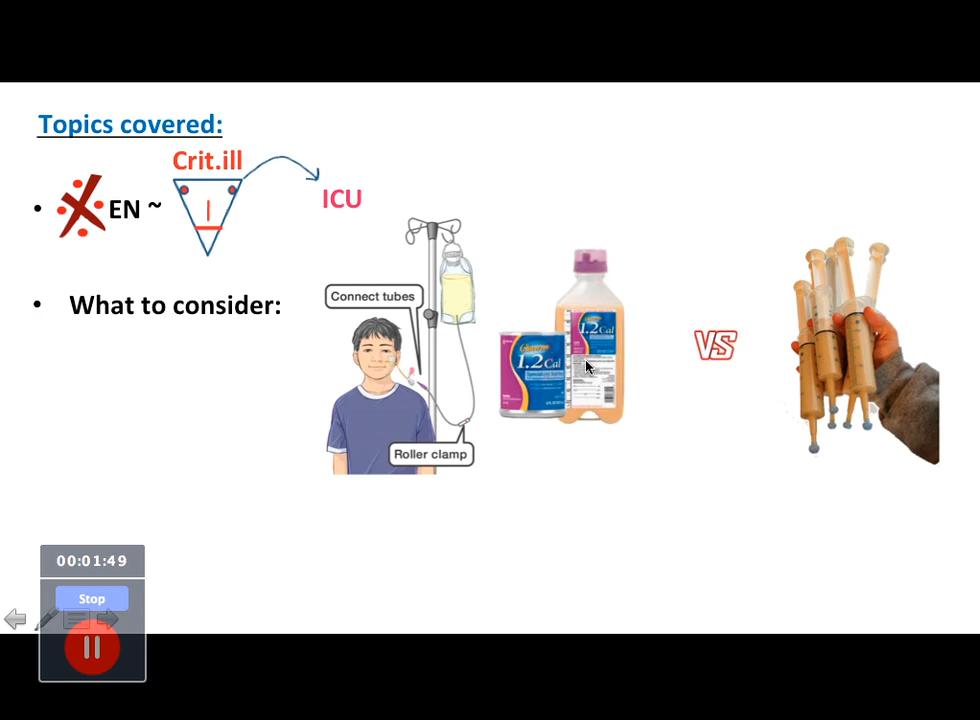 Topics covered:
Crit.ill
• EN ~
ICU
• What to consider:
Connect tubes
Roller clamp
1.2 Cal
1.2 Cal
VS
00:01:49
Stop